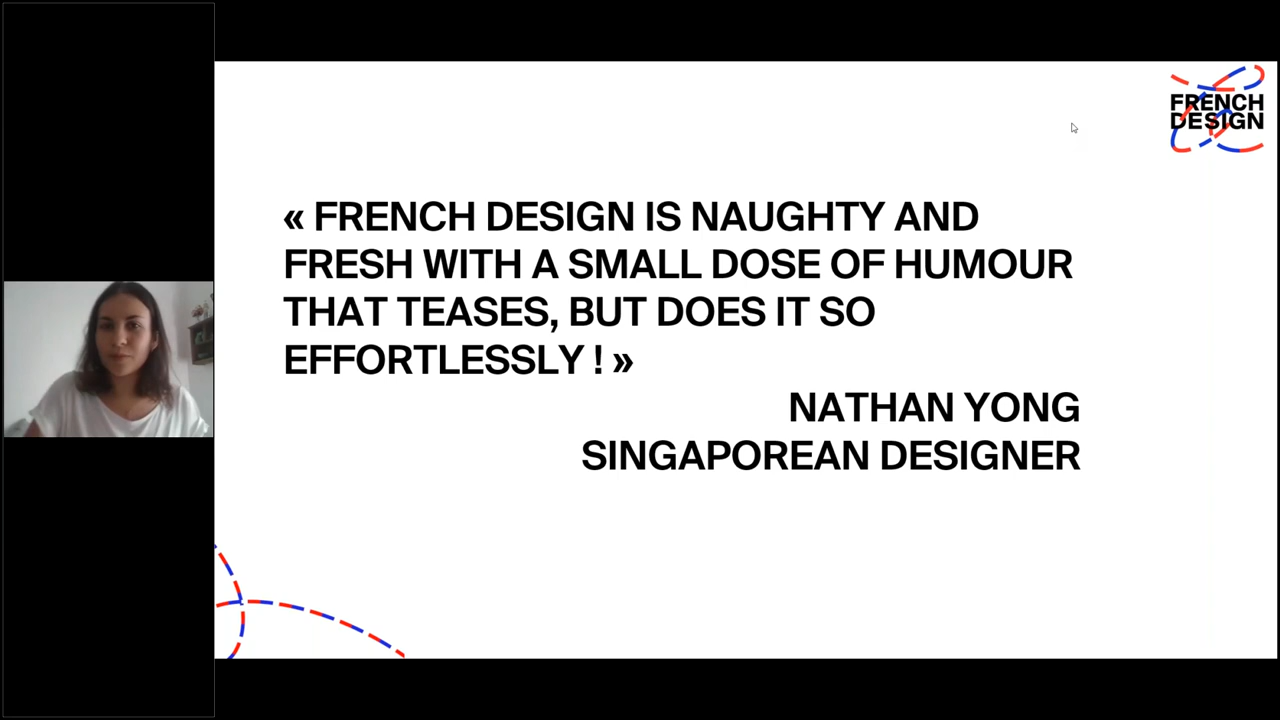 FRENCH
DESIGN
« FRENCH DESIGN IS NAUGHTY AND
FRESH WITH A SMALL DOSE OF HUMOUR
THAT TEASES, BUT DOES IT SO
EFFORTLESSLY ! »
NATHAN YONG
SINGAPOREAN DESIGNER